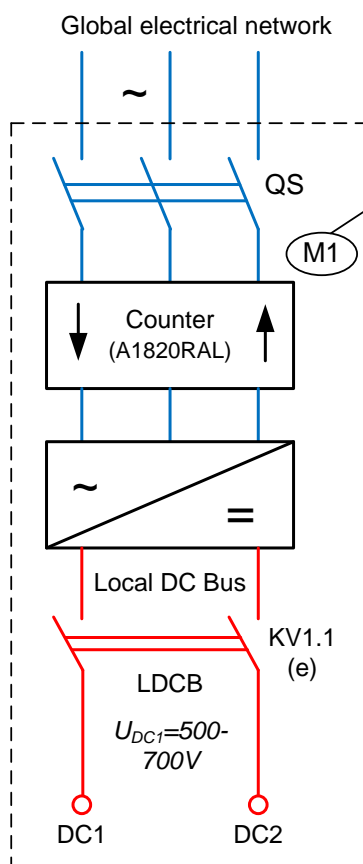 Global electrical network
~
QS
M1
Counter
(A1820RAL)
~
=
Local DC Bus
KV1.1
(e)
LDCB
UDC1=500-
700V
DC1
DC2